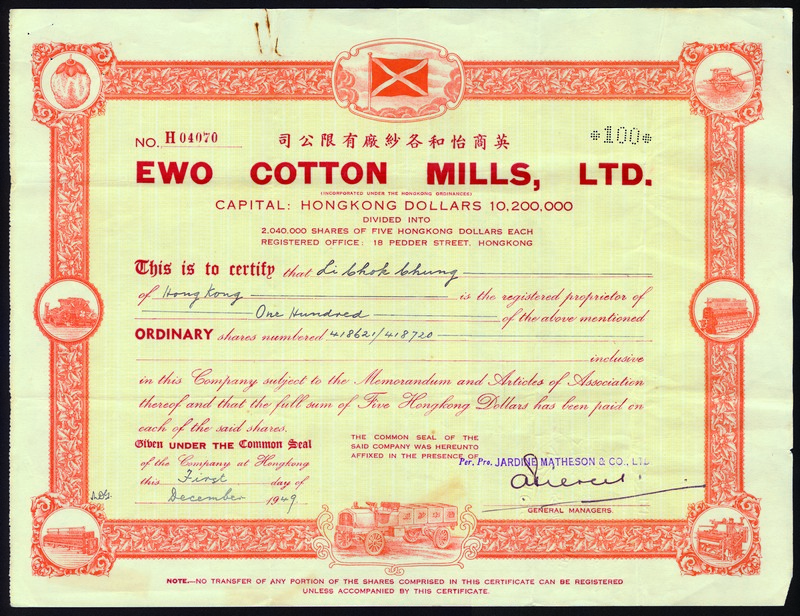 NO. H 04070
司公限有廠紗各和怡商英
*100*
EWO COTTON MILLS, LTD.
(INCORPORATED UNDER THE HONGKONG ORDINANCES)
CAPITAL: HONGKONG DOLLARS 10,200,000
DIVIDED INTO
2,040,000 SHARES OF FIVE HONGKONG DOLLARS EACH
REGISTERED OFFICE: 18 PEDDER STREET, HONGKONG
This is to certify that Li Chok Chung
of Hong Kong is the registered proprietor of
One Hundred of the above mentioned
ORDINARY shares numbered 418621/418720
inclusive
in this Company subject to the Memorandum and Articles of Association
thereof and that the full sum of Five Hongkong Dollars has been paid on
each of the said shares.
Given UNDER THE Common Seal
of the Company at Hongkong
this First day of
December 1949
THE COMMON SEAL OF THE
SAID COMPANY WAS HEREUNTO
AFFIXED IN THE PRESENCE OF
Per. Pro. JARDINE MATHESON & CO., LTD
GENERAL MANAGERS.
NOTE.—NO TRANSFER OF ANY PORTION OF THE SHARES COMPRISED IN THIS CERTIFICATE CAN BE REGISTERED
UNLESS ACCOMPANIED BY THIS CERTIFICATE.